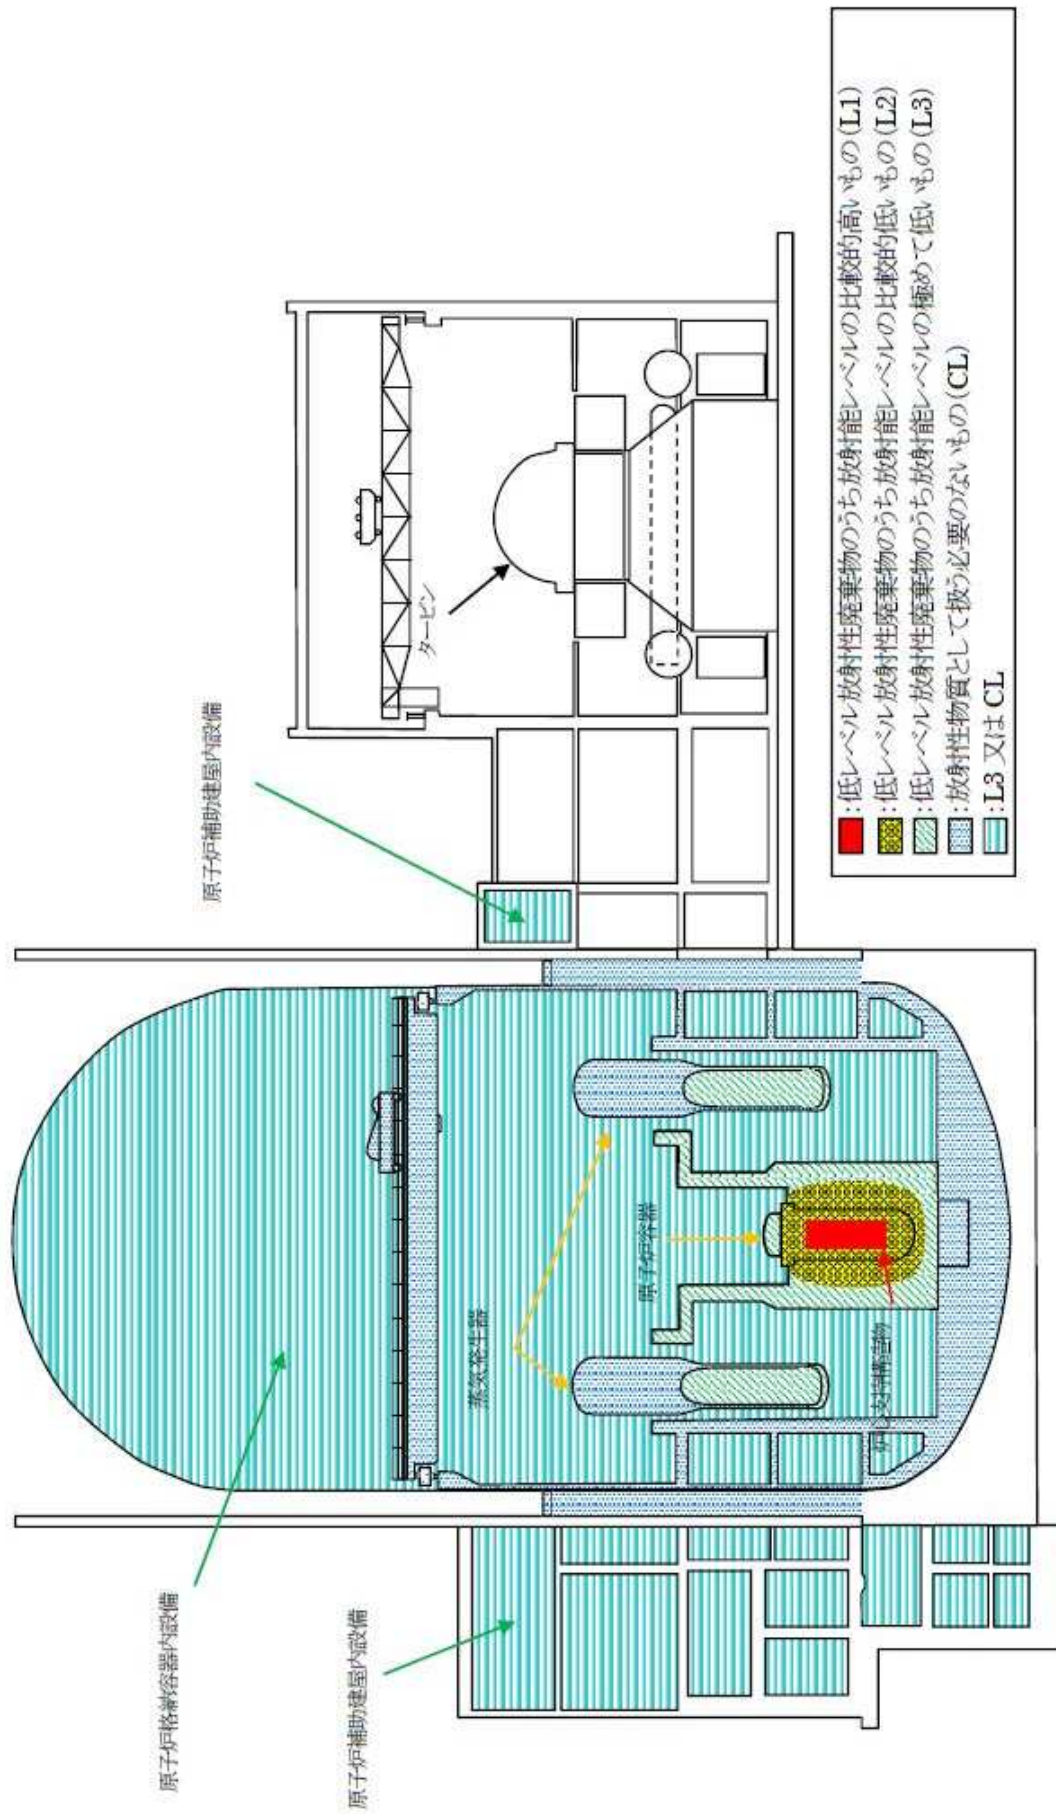 原子炉格納容器内設備
原子炉補助建屋内設備
原子炉補助建屋内設備
タービン
蒸気発生器
原子炉容器
炉心支持構造物
:低レベル放射性廃棄物のうち放射能レベルの比較的高いもの(L1)
:低レベル放射性廃棄物のうち放射能レベルの比較的低いもの(L2)
:低レベル放射性廃棄物のうち放射能レベルの極めて低いもの(L3)
:放射性物質として扱う必要のないもの(CL)
:L3 又は CL